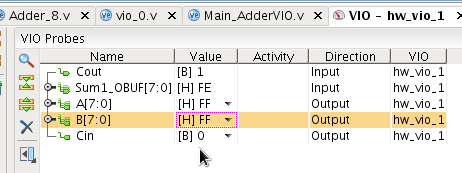 Adder_8.v vio_0.v Main_AdderVIO.v VIO - hw_vio_1
VIO Probes
Name Value Activity Direction VIO
Cout [B] 1 Input hw_vio_1
Sum1_OBUF[7:0] [H] FE Input hw_vio_1
A[7:0] [H] FF Output hw_vio_1
B[7:0] [H] FF Output hw_vio_1
Cin [B] 0 Output hw_vio_1